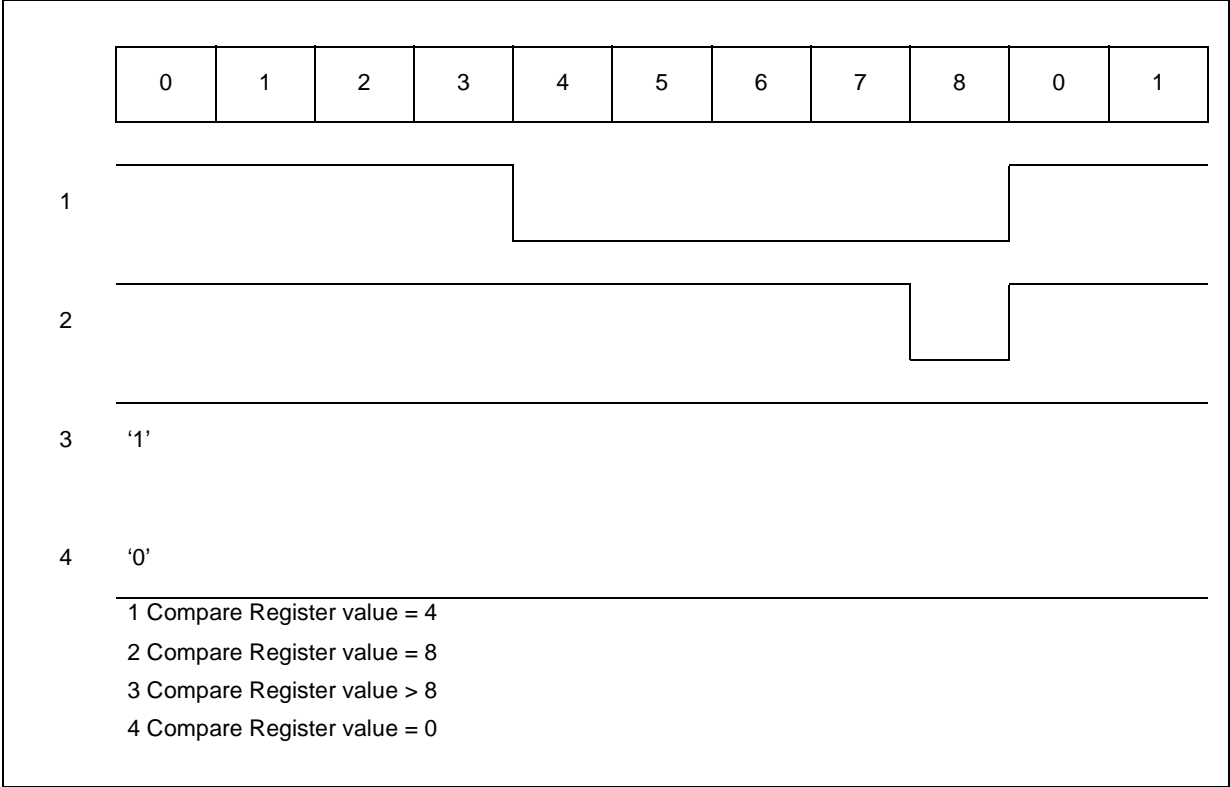 0 1 2 3 4 5 6 7 8 0 1
1
2
3 ‘1’
4 ‘0’
1 Compare Register value = 4
2 Compare Register value = 8
3 Compare Register value > 8
4 Compare Register value = 0